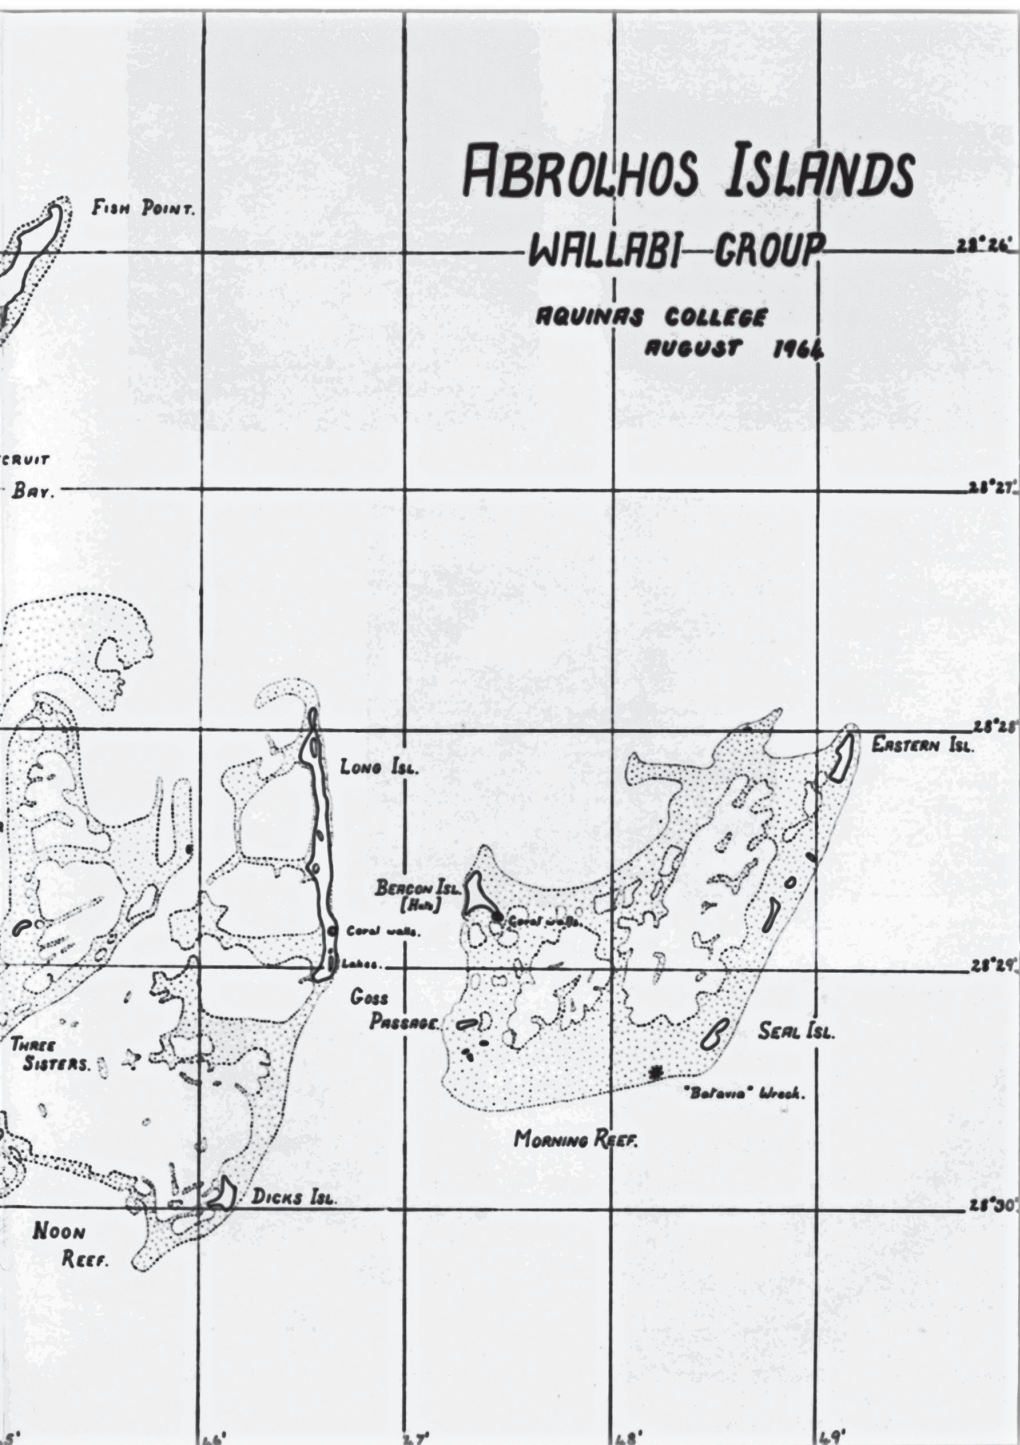 ABROLHOS ISLANDS
WALLABI GROUP
AQUINAS COLLEGE
AUGUST 1964
FISH POINT.
28°26'
CRUIT
BAY.
28°27'
28°28'
EASTERN ISL.
LONG ISL.
BEACON ISL.
[Huts]
Coral walls.
Coral walls.
Lakes.
28°29'
GOSS
PASSAGE.
SEAL ISL.
THREE
SISTERS.
"Batavia" Wreck.
MORNING REEF.
DICKS ISL.
28°30'
NOON
REEF.
5'
46'
47'
48'
49'